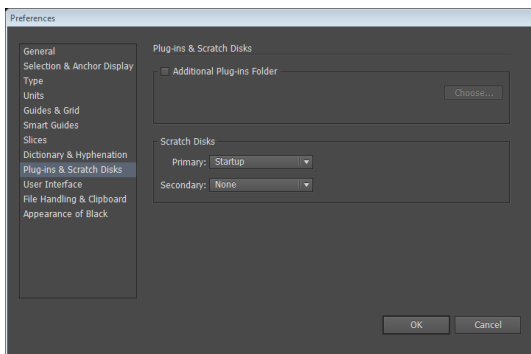 Preferences
General
Selection & Anchor Display
Type
Units
Guides & Grid
Smart Guides
Slices
Dictionary & Hyphenation
Plug-ins & Scratch Disks
User Interface
File Handling & Clipboard
Appearance of Black
Plug-ins & Scratch Disks
Additional Plug-ins Folder
Choose...
Scratch Disks
Primary: Startup
Secondary: None
OK Cancel